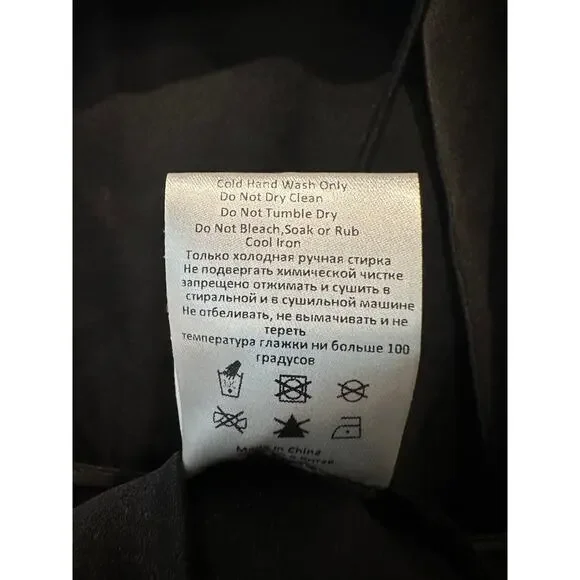 Cold Hand Wash Only
Do Not Dry Clean
Do Not Tumble Dry
Do Not Bleach,Soak or Rub
Cool Iron
Только холодная ручная стирка
Не подвергать химической чистке
запрещено отжимать и сушить в
стиральной и в сушильной машине
Не отбеливать, не вымачивать и не
тереть
температура глажки ни больше 100
градусов
Made in China